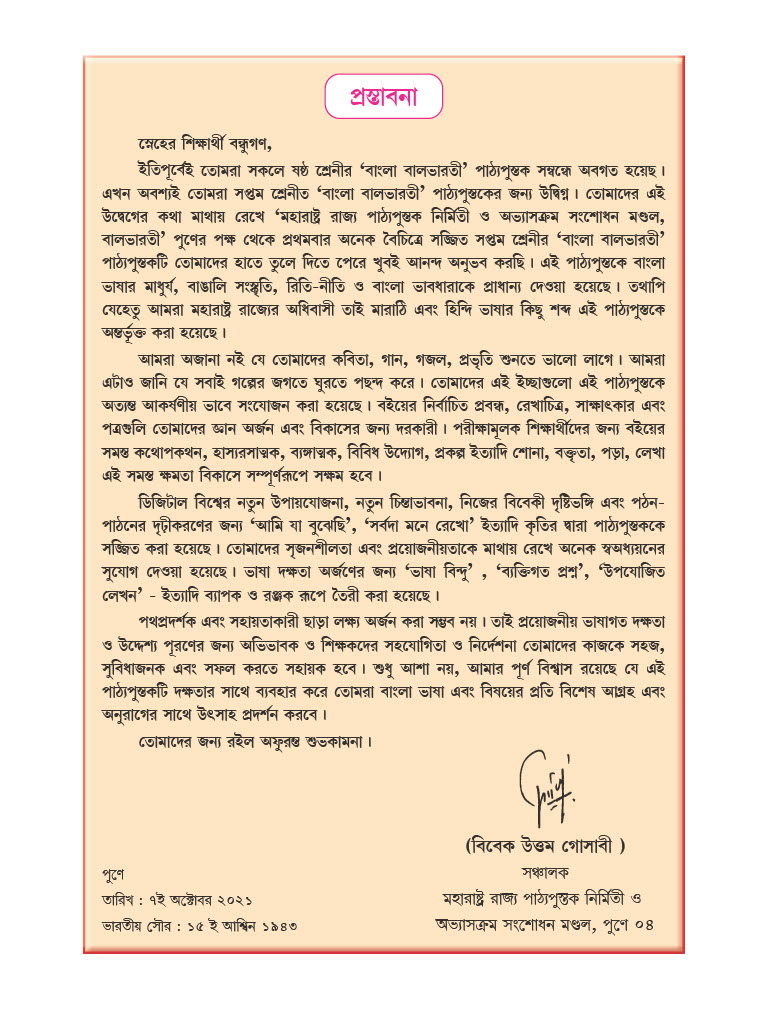 প্রস্তাবনা
স্নেহের শিক্ষার্থী বন্ধুগণ,
ইতিপূর্বেই তোমরা সকলে ষষ্ঠ শ্রেনীর ‘বাংলা বালভারতী’ পাঠ্যপুস্তক সম্বন্ধে অবগত হয়েছ।
এখন অবশ্যই তোমরা সপ্তম শ্রেনীত ‘বাংলা বালভারতী’ পাঠ্যপুস্তকের জন্য উদ্বিগ্ন। তোমাদের এই
উদ্বেগের কথা মাথায় রেখে ‘মহারাষ্ট্র রাজ্য পাঠ্যপুস্তক নির্মিতী ও অভ্যাসক্রম সংশোধন মণ্ডল,
বালভারতী’ পুণের পক্ষ থেকে প্রথমবার অনেক বৈচিত্রে সজ্জিত সপ্তম শ্রেনীর ‘বাংলা বালভারতী’
পাঠ্যপুস্তকটি তোমাদের হাতে তুলে দিতে পেরে খুবই আনন্দ অনুভব করছি। এই পাঠ্যপুস্তকে বাংলা
ভাষার মাধুর্য, বাঙালি সংস্কৃতি, রিতি-নীতি ও বাংলা ভাবধারাকে প্রাধান্য দেওয়া হয়েছে। তথাপি
যেহেতু আমরা মহারাষ্ট্র রাজ্যের অধিবাসী তাই মারাঠি এবং হিন্দি ভাষার কিছু শব্দ এই পাঠ্যপুস্তকে
অন্তর্ভূক্ত করা হয়েছে।
আমরা অজানা নই যে তোমাদের কবিতা, গান, গজল, প্রভৃতি শুনতে ভালো লাগে। আমরা
এটাও জানি যে সবাই গল্পের জগতে ঘুরতে পছন্দ করে। তোমাদের এই ইচ্ছাগুলো এই পাঠ্যপুস্তকে
অত্যন্ত আকর্ষণীয় ভাবে সংযোজন করা হয়েছে। বইয়ের নির্বাচিত প্রবন্ধ, রেখাচিত্র, সাক্ষাৎকার এবং
পত্রগুলি তোমাদের জ্ঞান অর্জন এবং বিকাসের জন্য দরকারী। পরীক্ষামূলক শিক্ষার্থীদের জন্য বইয়ের
সমস্ত কথোপকথন, হাস্যরসাত্মক, ব্যঙ্গাত্মক, বিবিধ উদ্যোগ, প্রকল্প ইত্যাদি শোনা, বক্তৃতা, পড়া, লেখা
এই সমস্ত ক্ষমতা বিকাসে সম্পূর্ণরূপে সক্ষম হবে।
ডিজিটাল বিশ্বের নতুন উপায়যোজনা, নতুন চিন্তাভাবনা, নিজের বিবেকী দৃষ্টিভঙ্গি এবং পঠন-
পাঠনের দৃঢ়ীকরণের জন্য ‘আমি যা বুঝেছি’, ‘সর্বদা মনে রেখো’ ইত্যাদি কৃতির দ্বারা পাঠ্যপুস্তককে
সজ্জিত করা হয়েছে। তোমাদের সৃজনশীলতা এবং প্রয়োজনীয়তাকে মাথায় রেখে অনেক স্বঅধ্যয়নের
সুযোগ দেওয়া হয়েছে। ভাষা দক্ষতা অর্জণের জন্য ‘ভাষা বিন্দু’ , ‘ব্যক্তিগত প্রশ্ন’, ‘উপযোজিত
লেখন’ - ইত্যাদি ব্যাপক ও রঞ্জক রূপে তৈরী করা হয়েছে।
পথপ্রদর্শক এবং সহায়তাকারী ছাড়া লক্ষ্য অর্জন করা সম্ভব নয়। তাই প্রয়োজনীয় ভাষাগত দক্ষতা
ও উদ্দেশ্য পূরণের জন্য অভিভাবক ও শিক্ষকদের সহযোগিতা ও নির্দেশনা তোমাদের কাজকে সহজ,
সুবিধাজনক এবং সফল করতে সহায়ক হবে। শুধু আশা নয়, আমার পূর্ণ বিশ্বাস রয়েছে যে এই
পাঠ্যপুস্তকটি দক্ষতার সাথে ব্যবহার করে তোমরা বাংলা ভাষা এবং বিষয়ের প্রতি বিশেষ আগ্রহ এবং
অনুরাগের সাথে উৎসাহ প্রদর্শন করবে।
তোমাদের জন্য রইল অফুরন্ত শুভকামনা।
(বিবেক উত্তম গোসাবী )
সঞ্চালক
মহারাষ্ট্র রাজ্য পাঠ্যপুস্তক নির্মিতী ও
অভ্যাসক্রম সংশোধন মণ্ডল, পুণে ০৪
পুণে
তারিখ : ৭ই অক্টোবর ২০২১
ভারতীয় সৌর : ১৫ ই আশ্বিন ১৯৪৩